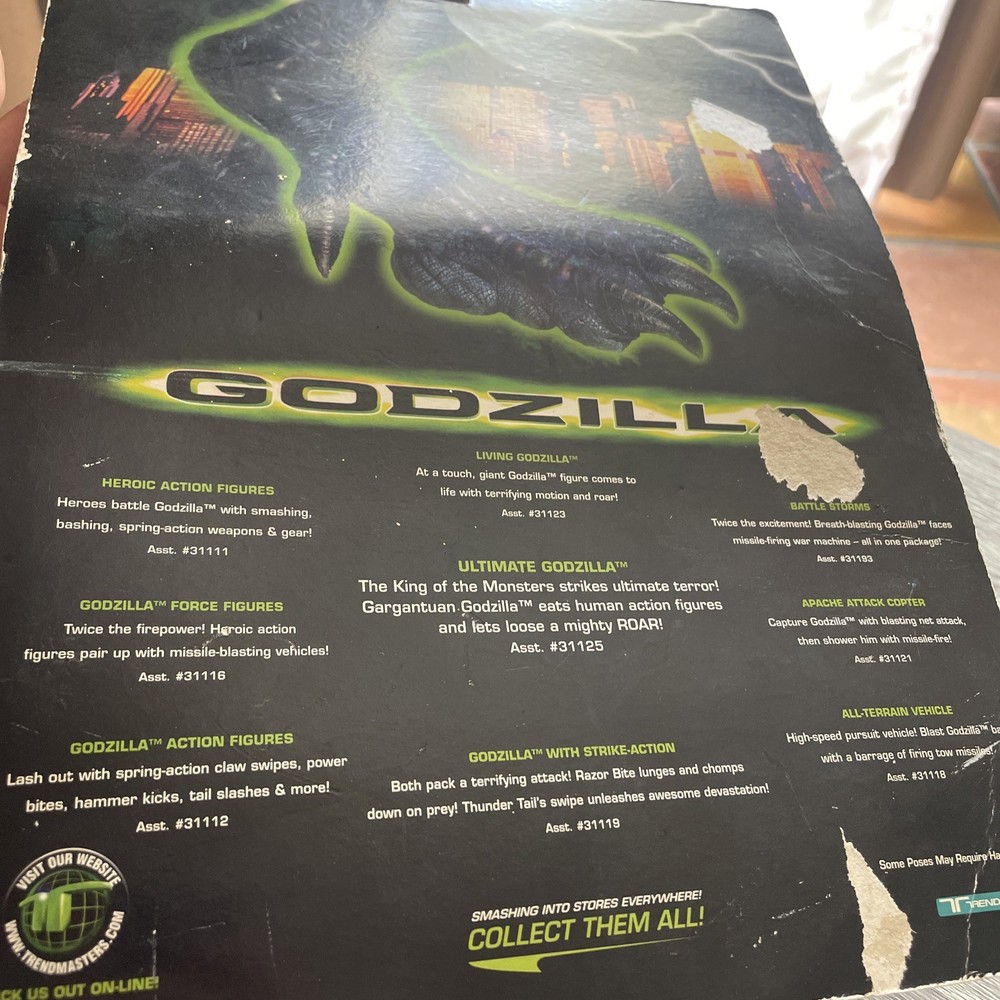 GODZILLA
HEROIC ACTION FIGURES
Heroes battle Godzilla™ with smashing,
bashing, spring-action weapons & gear!
Asst. #31111
GODZILLA™ FORCE FIGURES
Twice the firepower! Heroic action
figures pair up with missile-blasting vehicles!
Asst. #31116
GODZILLA™ ACTION FIGURES
Lash out with spring-action claw swipes, power
bites, hammer kicks, tail slashes & more!
Asst. #31112
LIVING GODZILLA™
At a touch, giant Godzilla™ figure comes to
life with terrifying motion and roar!
Asst. #31123
ULTIMATE GODZILLA™
The King of the Monsters strikes ultimate terror!
Gargantuan Godzilla™ eats human action figures
and lets loose a mighty ROAR!
Asst. #31125
GODZILLA™ WITH STRIKE-ACTION
Both pack a terrifying attack! Razor Bite lunges and chomps
down on prey! Thunder Tail's swipe unleashes awesome devastation!
Asst. #31119
BATTLE STORMS
Twice the excitement! Breath-blasting Godzilla™ faces
missile-firing war machine – all in one package!
Asst. #31193
APACHE ATTACK COPTER
Capture Godzilla™ with blasting net attack,
then shower him with missile-fire!
Asst. #31121
ALL-TERRAIN VEHICLE
High-speed pursuit vehicle! Blast Godzilla™
with a barrage of firing tow missiles!
Asst. #31118
VISIT OUR WEBSITE
WWW.TRENDMASTERS.COM
US OUT ON-LINE!
SMASHING INTO STORES EVERYWHERE!
COLLECT THEM ALL!
Some Poses May Require
TREND